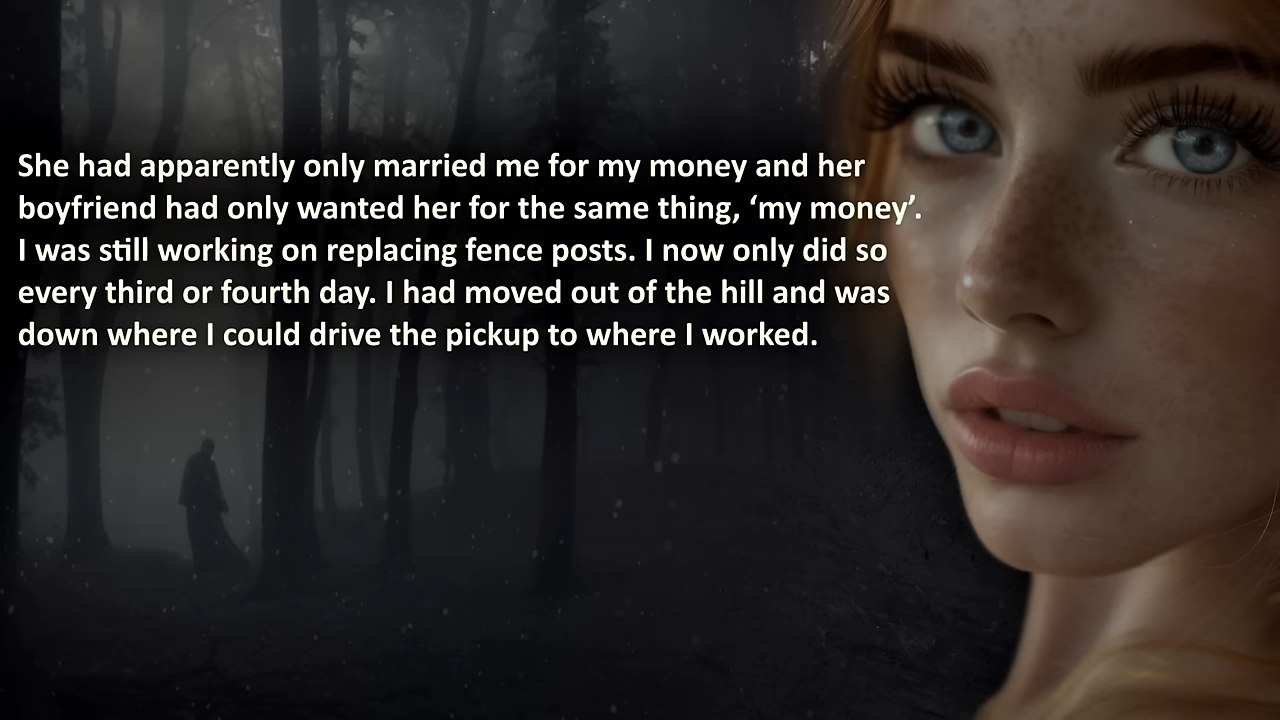 She had apparently only married me for my money and her
boyfriend had only wanted her for the same thing, ‘my money’.
I was still working on replacing fence posts. I now only did so
every third or fourth day. I had moved out of the hill and was
down where I could drive the pickup to where I worked.